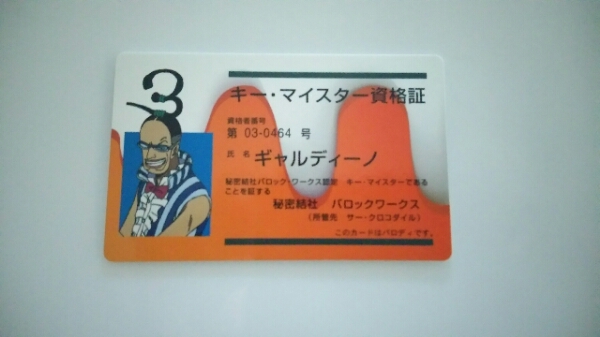 3
キー・マイスター資格証
資格者番号
第 03-0464 号
氏 名 ギャルディーノ
秘密結社バロック・ワークス認定 キー・マイスターである
ことを証する
秘密結社 バロックワークス
(所轄先 サー・クロコダイル)
このカードはパロディです。